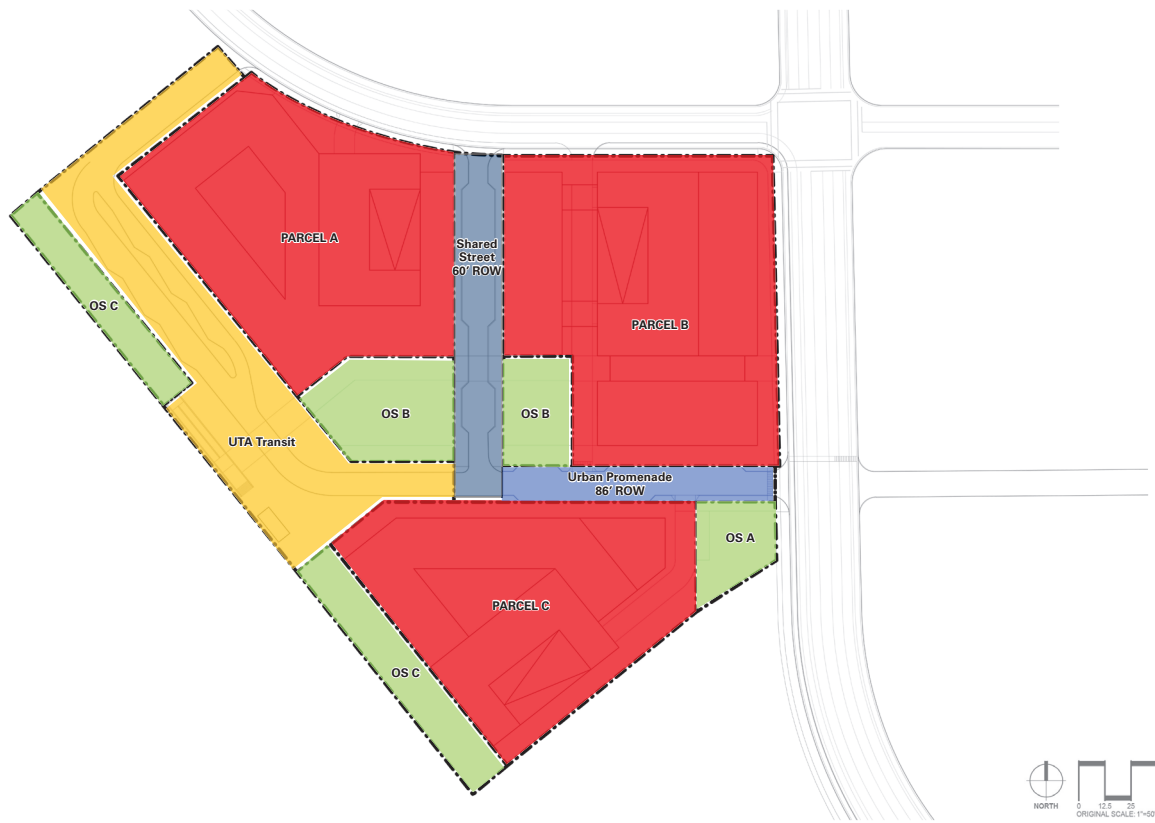 PARCEL A
Shared
Street
60' ROW
OS C
PARCEL B
OS B
OS B
UTA Transit
Urban Promenade
86' ROW
OS A
PARCEL C
OS C
NORTH
0 12.5 25
ORIGINAL SCALE: 1"=50'